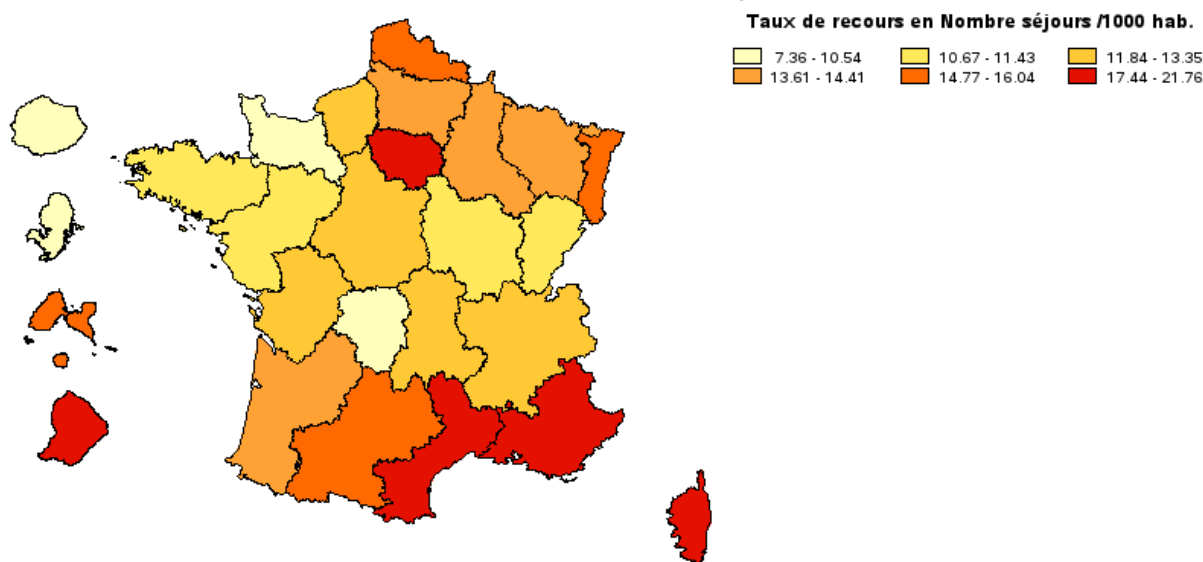 Taux de recours en Nombre séjours /1000 hab.
7.36 - 10.54 10.67 - 11.43 11.84 - 13.35
13.61 - 14.41 14.77 - 16.04 17.44 - 21.76